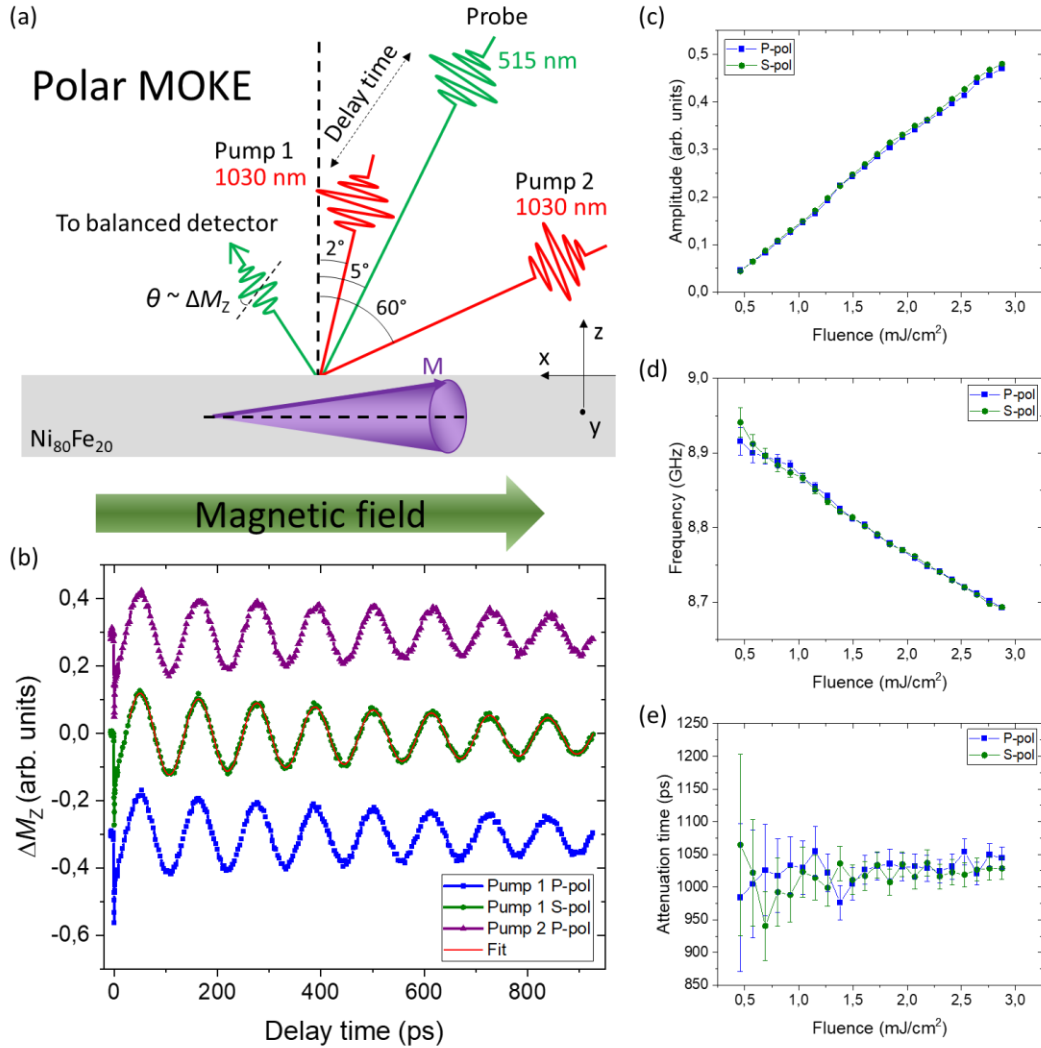 (a)
Polar MOKE
Probe
515 nm
Delay time
Pump 1
1030 nm
Pump 2
1030 nm
To balanced detector
θ ~ ΔM_Z
2°
5°
60°
z
x
y
M
Ni₈₀Fe₂₀
Magnetic field
(b)
ΔM_Z (arb. units)
0,4
0,2
0,0
-0,2
-0,4
-0,6
Pump 1 P-pol
Pump 1 S-pol
Pump 2 P-pol
Fit
0 200 400 600 800
Delay time (ps)
(c)
Amplitude (arb. units)
0,5
0,4
0,3
0,2
0,1
0,0
P-pol
S-pol
0,5 1,0 1,5 2,0 2,5 3,0
Fluence (mJ/cm²)
(d)
Frequency (GHz)
9,0
8,9
8,8
8,7
P-pol
S-pol
0,5 1,0 1,5 2,0 2,5 3,0
Fluence (mJ/cm²)
(e)
Attenuation time (ps)
1250
1200
1150
1100
1050
1000
950
900
850
P-pol
S-pol
0,5 1,0 1,5 2,0 2,5 3,0
Fluence (mJ/cm²)